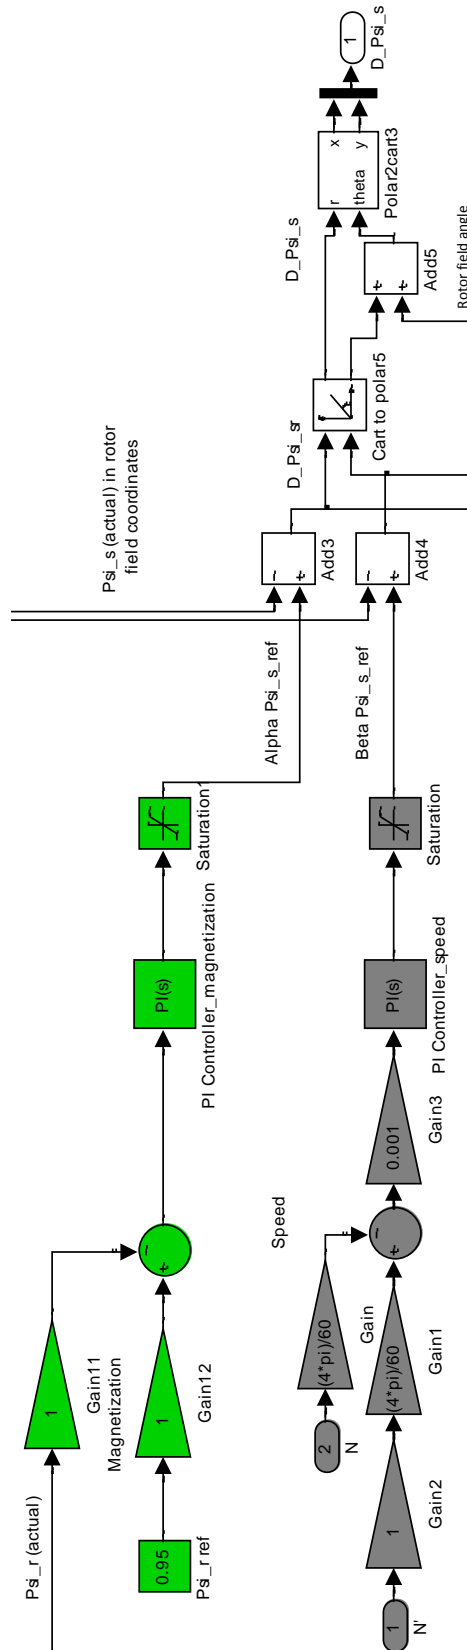 Psi_r (actual)
1
Gain11
Magnetization
0.95
Psi_r ref
1
Gain12
PI(s)
PI Controller_magnetization
Saturation1
Psi_s (actual) in rotor
field coordinates
Alpha Psi_s_ref
Add3
D_Psi_sr
Cart to polar5
D_Psi_s
r
theta
x
y
Polar2cart3
1
D_Psi_s
Add5
Rotor field angle
1
N'
1
Gain2
2
N
(4*pi)/60
Gain
(4*pi)/60
Gain1
Speed
0.001
Gain3
PI(s)
PI Controller_speed
Saturation
Beta Psi_s_ref
Add4